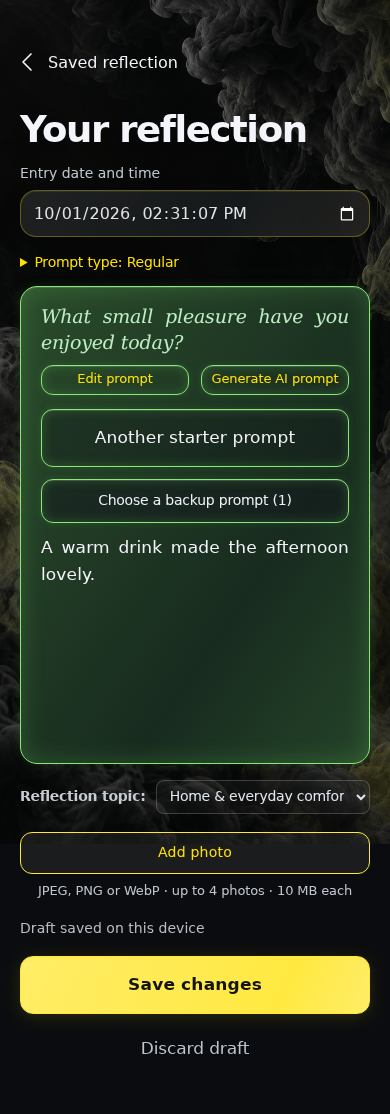 Saved reflection
Your reflection
Entry date and time
10/01/2026, 02:31:07 PM
Prompt type: Regular
What small pleasure have you
enjoyed today?
Edit prompt
Generate AI prompt
Another starter prompt
Choose a backup prompt (1)
A warm drink made the afternoon
lovely.
Reflection topic: Home & everyday comfor
Add photo
JPEG, PNG or WebP · up to 4 photos · 10 MB each
Draft saved on this device
Save changes
Discard draft